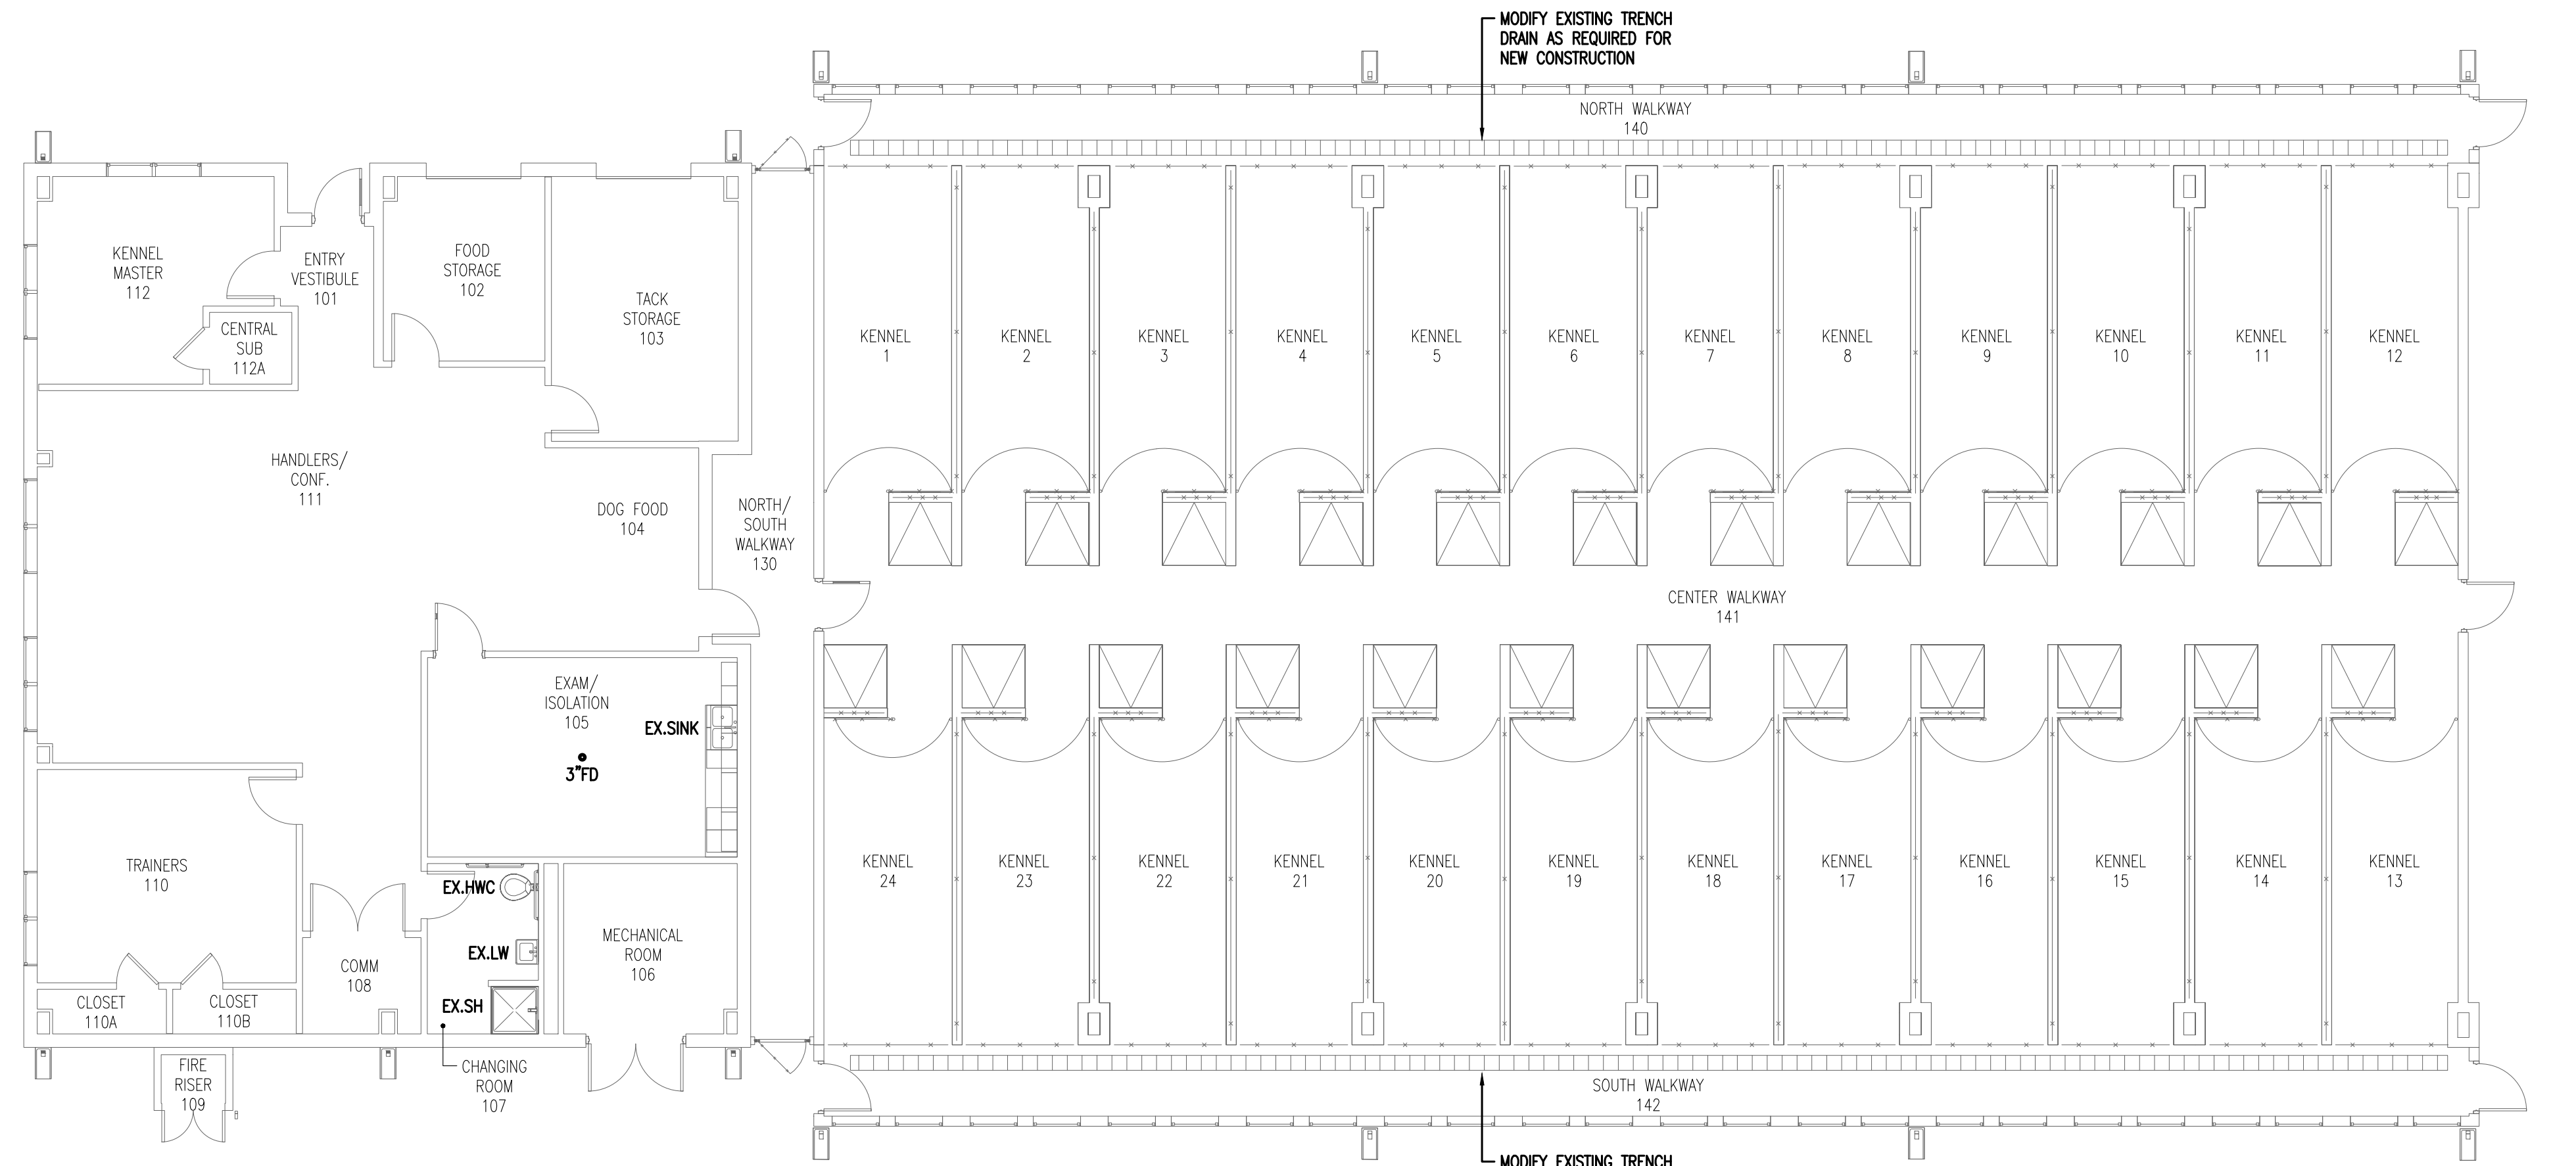 MODIFY EXISTING TRENCH
DRAIN AS REQUIRED FOR
NEW CONSTRUCTION
NORTH WALKWAY
140
KENNEL
MASTER
112
ENTRY
VESTIBULE
101
FOOD
STORAGE
102
TACK
STORAGE
103
CENTRAL
SUB
112A
KENNEL
1
KENNEL
2
KENNEL
3
KENNEL
4
KENNEL
5
KENNEL
6
KENNEL
7
KENNEL
8
KENNEL
9
KENNEL
10
KENNEL
11
KENNEL
12
HANDLERS/
CONF.
111
DOG FOOD
104
NORTH/
SOUTH
WALKWAY
130
CENTER WALKWAY
141
EXAM/
ISOLATION
105
EX.SINK
3"FD
TRAINERS
110
EX.HWC
EX.LW
EX.SH
MECHANICAL
ROOM
106
COMM
108
CLOSET
110A
CLOSET
110B
KENNEL
24
KENNEL
23
KENNEL
22
KENNEL
21
KENNEL
20
KENNEL
19
KENNEL
18
KENNEL
17
KENNEL
16
KENNEL
15
KENNEL
14
KENNEL
13
FIRE
RISER
109
CHANGING
ROOM
107
SOUTH WALKWAY
142
MODIFY EXISTING TRENCH